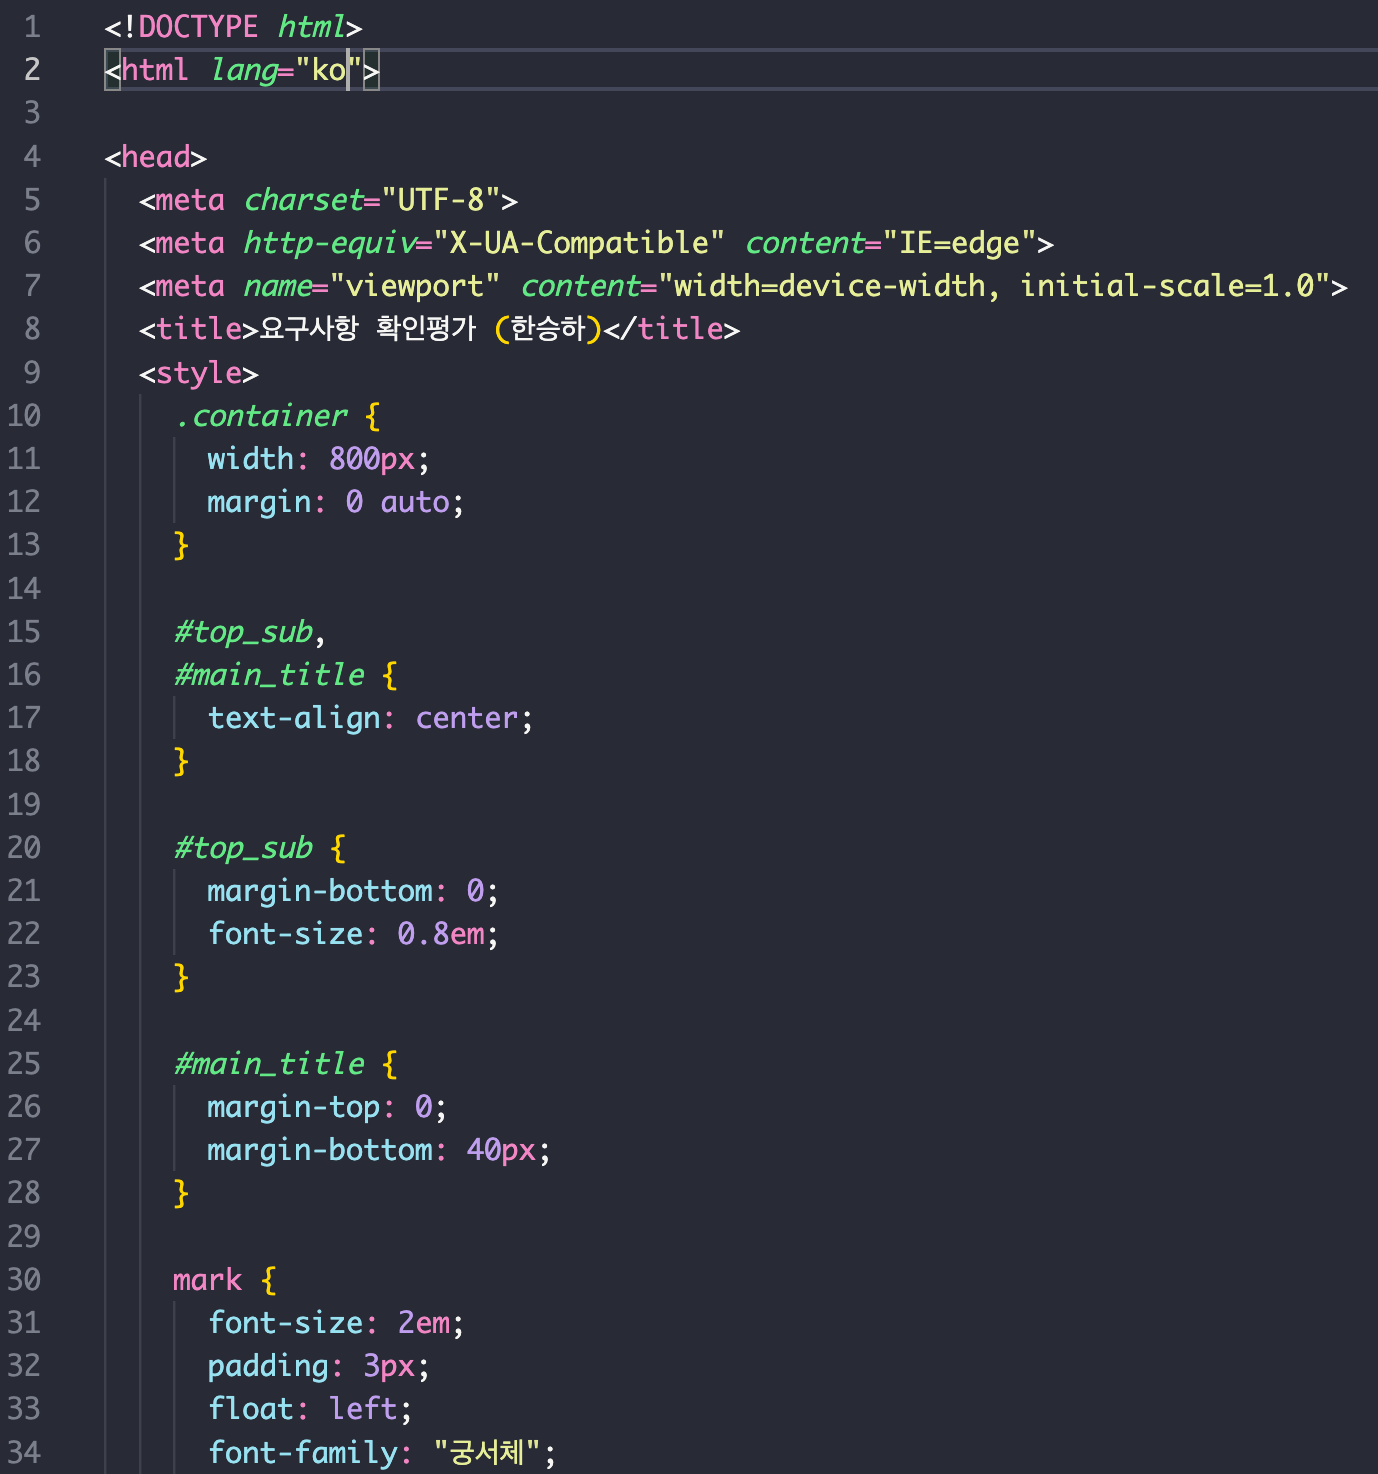 1 <!DOCTYPE html>
2 <html lang="ko">
3
4 <head>
5   <meta charset="UTF-8">
6   <meta http-equiv="X-UA-Compatible" content="IE=edge">
7   <meta name="viewport" content="width=device-width, initial-scale=1.0">
8   <title>요구사항 확인평가 (한승하)</title>
9   <style>
10     .container {
11       width: 800px;
12       margin: 0 auto;
13     }
14
15     #top_sub,
16     #main_title {
17       text-align: center;
18     }
19
20     #top_sub {
21       margin-bottom: 0;
22       font-size: 0.8em;
23     }
24
25     #main_title {
26       margin-top: 0;
27       margin-bottom: 40px;
28     }
29
30     mark {
31       font-size: 2em;
32       padding: 3px;
33       float: left;
34       font-family: "궁서체";